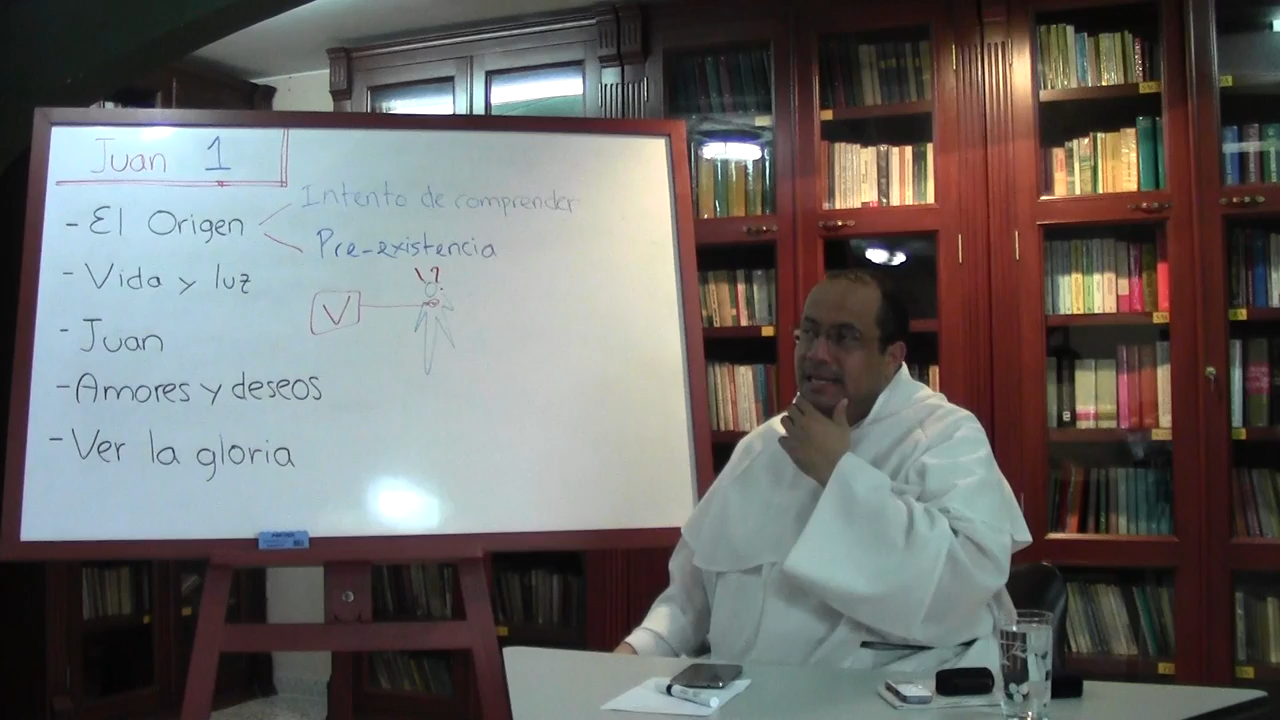 Juan 1
- El Origen
Intento de comprender
Pre-existencia
- Vida y luz
V
- Juan
- Amores y deseos
- Ver la gloria